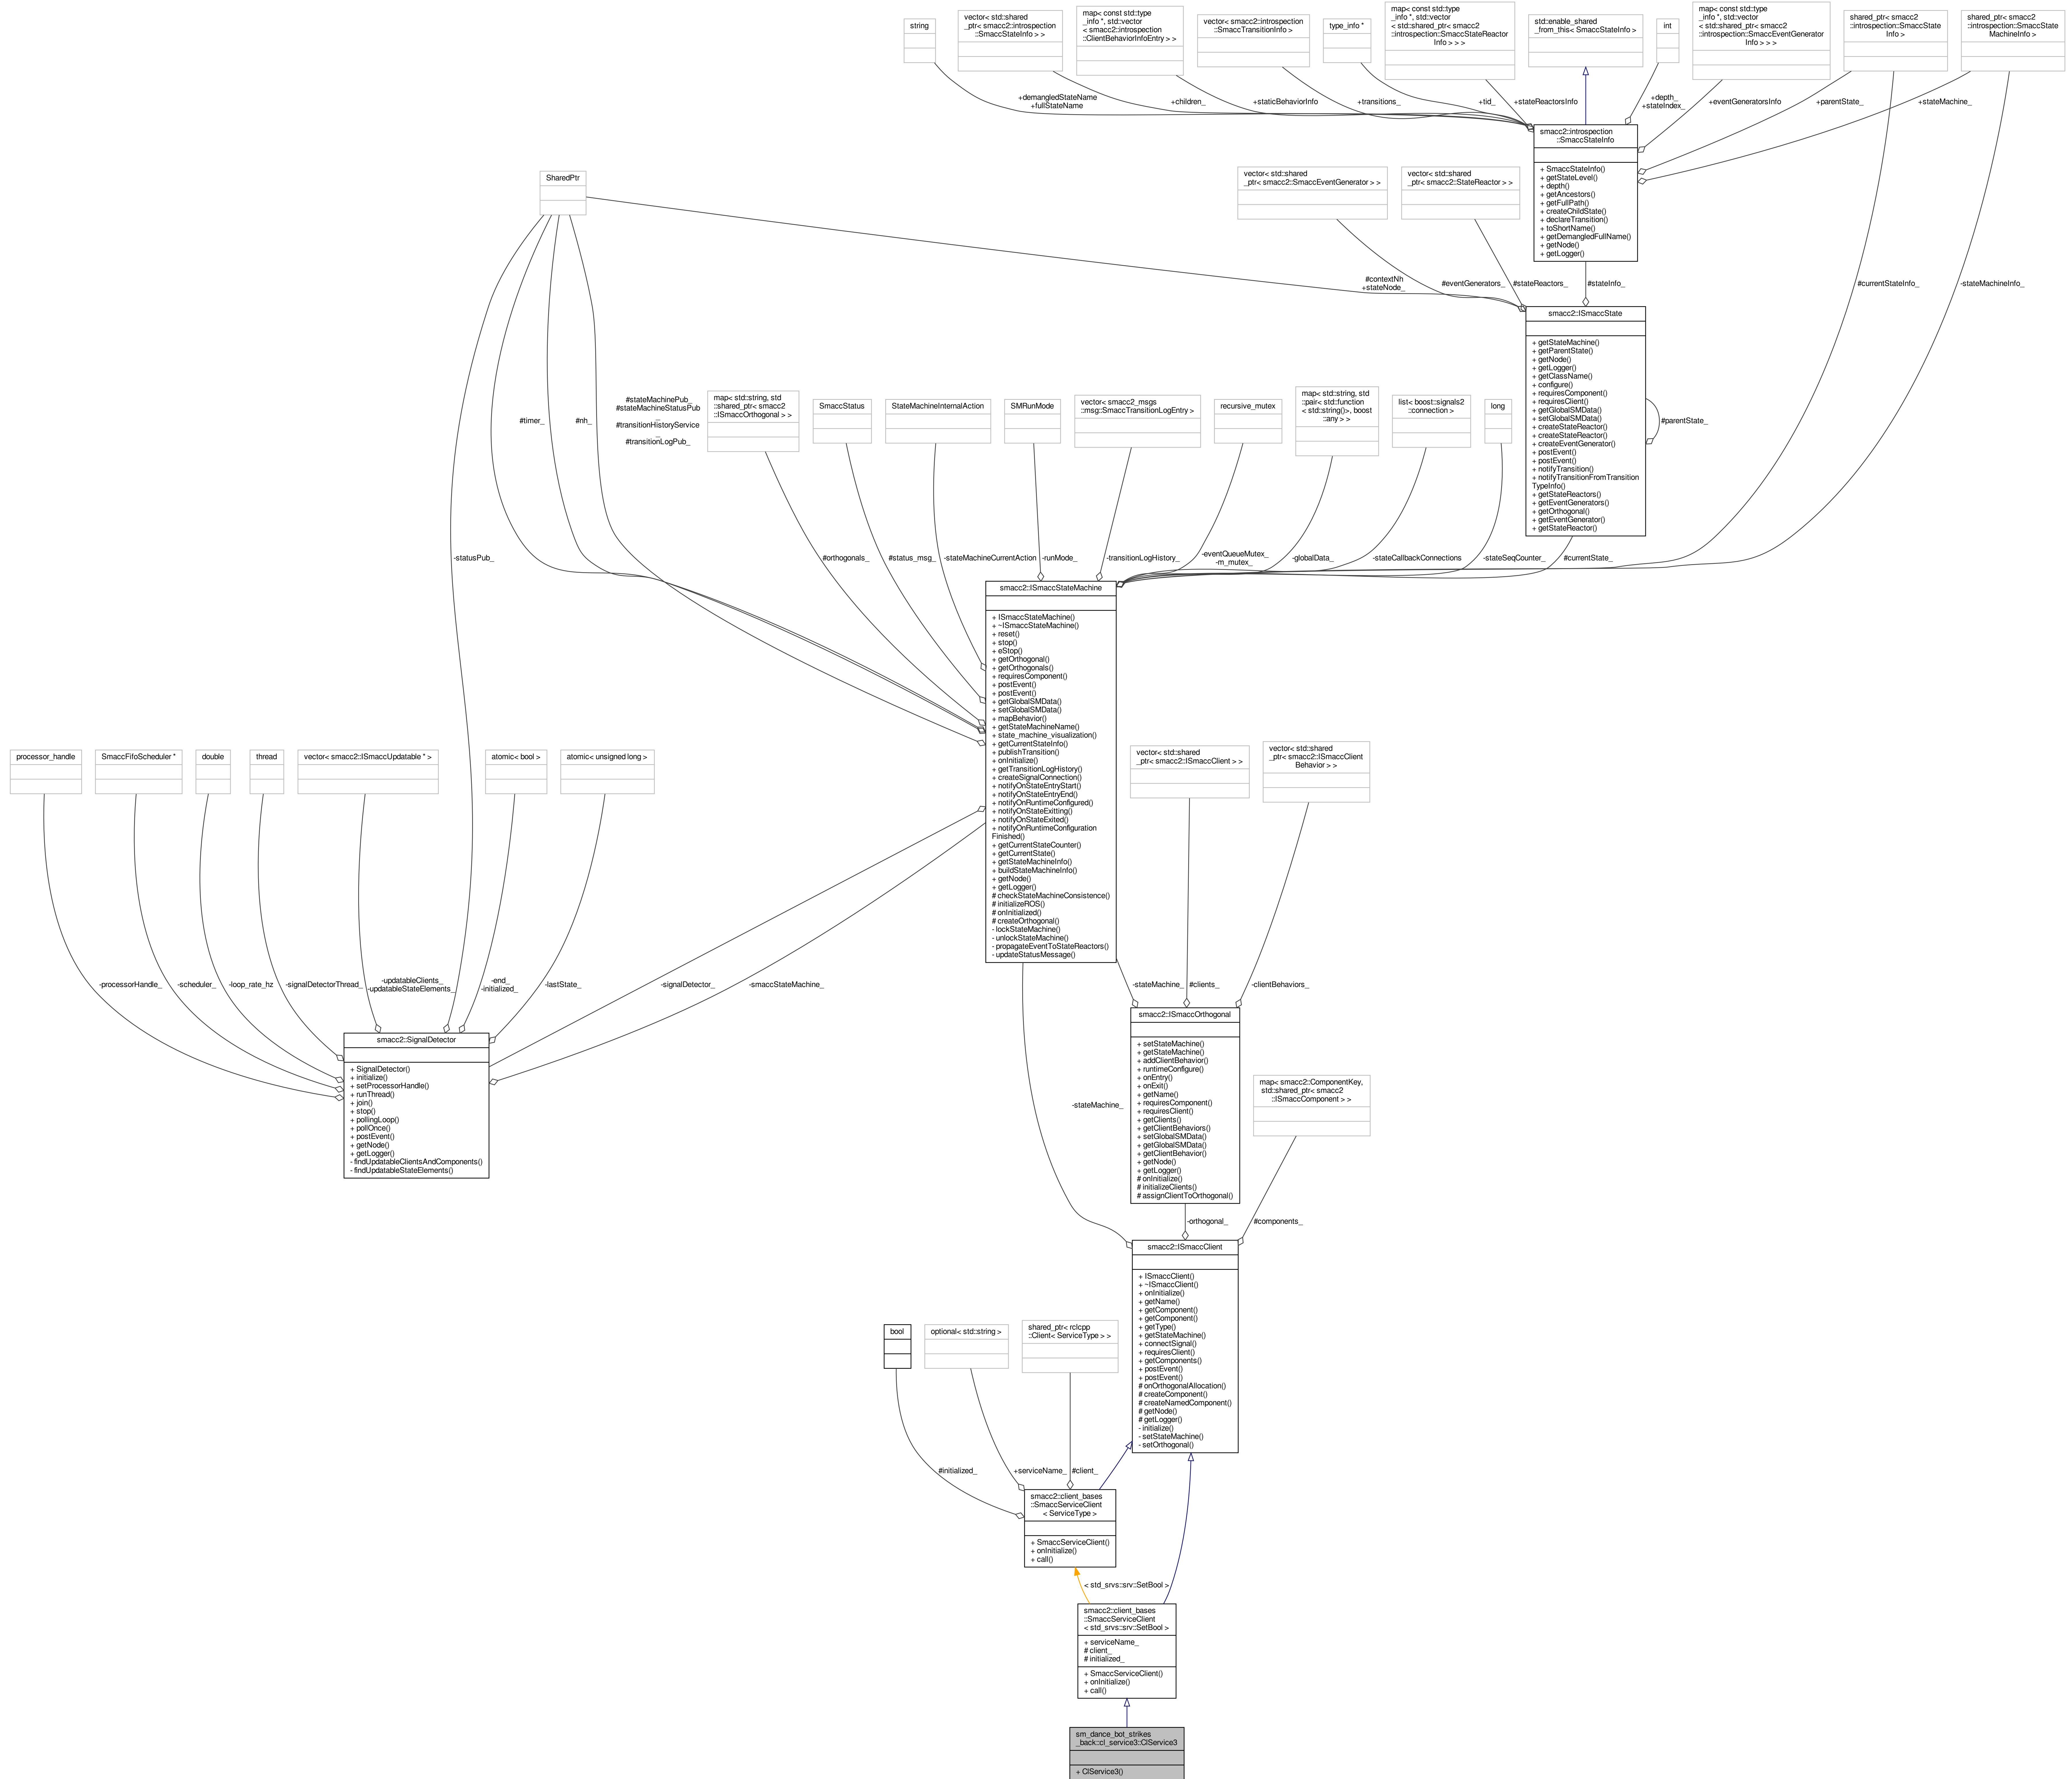 string
vector< std::shared
_ptr< smacc2::introspection
::SmaccStateInfo > >
map< const std::type
_info *, std::vector
< smacc2::introspection
::ClientBehaviorInfoEntry > >
vector< smacc2::introspection
::SmaccTransitionInfo >
type_info *
map< const std::type
_info *, std::vector
< std::shared_ptr< smacc2
::introspection::SmaccStateReactor
Info > > >
std::enable_shared
_from_this< SmaccStateInfo >
int
map< const std::type
_info *, std::vector
< std::shared_ptr< smacc2
::introspection::SmaccEventGenerator
Info > > >
shared_ptr< smacc2
::introspection::SmaccState
Info >
shared_ptr< smacc2
::introspection::SmaccState
MachineInfo >
+demangledStateName
+fullStateName
+children_
+staticBehaviorInfo
+transitions_
+tid_
+stateReactorsInfo
+depth_
+stateIndex_
+eventGeneratorsInfo
+parentState_
+stateMachine_
smacc2::introspection
::SmaccStateInfo
+ SmaccStateInfo()
+ getStateLevel()
+ depth()
+ getAncestors()
+ getFullPath()
+ createChildState()
+ declareTransition()
+ toShortName()
+ getDemangledFullName()
+ getNode()
+ getLogger()
SharedPtr
vector< std::shared
_ptr< smacc2::SmaccEventGenerator > >
vector< std::shared
_ptr< smacc2::StateReactor > >
#contextNh
+stateNode_
#eventGenerators_
#stateReactors_
#stateInfo_
#currentStateInfo_
-stateMachineInfo_
smacc2::ISmaccState
+ getStateMachine()
+ getParentState()
+ getNode()
+ getLogger()
+ getClassName()
+ configure()
+ requiresComponent()
+ requiresClient()
+ getGlobalSMData()
+ setGlobalSMData()
+ createStateReactor()
+ createStateReactor()
+ createEventGenerator()
+ postEvent()
+ postEvent()
+ notifyTransition()
+ notifyTransitionFromTransition
TypeInfo()
+ getStateReactors()
+ getEventGenerators()
+ getOrthogonal()
+ getEventGenerator()
+ getStateReactor()
#parentState_
#timer_
#nh_
#stateMachinePub_
#stateMachineStatusPub
_
#transitionHistoryService
_
#transitionLogPub_
map< std::string, std
::shared_ptr< smacc2
::ISmaccOrthogonal > >
SmaccStatus
StateMachineInternalAction
SMRunMode
vector< smacc2_msgs
::msg::SmaccTransitionLogEntry >
recursive_mutex
map< std::string, std
::pair< std::function
< std::string()>, boost
::any > >
list< boost::signals2
::connection >
long
-statusPub_
#orthogonals_
#status_msg_
-stateMachineCurrentAction
-runMode_
-transitionLogHistory_
-eventQueueMutex_
-m_mutex_
-globalData_
-stateCallbackConnections
-stateSeqCounter_
#currentState_
smacc2::ISmaccStateMachine
+ ISmaccStateMachine()
+ ~ISmaccStateMachine()
+ reset()
+ stop()
+ eStop()
+ getOrthogonal()
+ getOrthogonals()
+ requiresComponent()
+ postEvent()
+ postEvent()
+ getGlobalSMData()
+ setGlobalSMData()
+ mapBehavior()
+ getStateMachineName()
+ state_machine_visualization()
+ getCurrentStateInfo()
+ publishTransition()
+ onInitialize()
+ getTransitionLogHistory()
+ createSignalConnection()
+ notifyOnStateEntryStart()
+ notifyOnStateEntryEnd()
+ notifyOnRuntimeConfigured()
+ notifyOnStateExitting()
+ notifyOnStateExited()
+ notifyOnRuntimeConfiguration
Finished()
+ getCurrentStateCounter()
+ getCurrentState()
+ getStateMachineInfo()
+ buildStateMachineInfo()
+ getNode()
+ getLogger()
# checkStateMachineConsistence()
# initializeROS()
# onInitialized()
# createOrthogonal()
- lockStateMachine()
- unlockStateMachine()
- propagateEventToStateReactors()
- updateStatusMessage()
processor_handle
SmaccFifoScheduler *
double
thread
vector< smacc2::ISmaccUpdatable * >
atomic< bool >
atomic< unsigned long >
vector< std::shared
_ptr< smacc2::ISmaccClient > >
vector< std::shared
_ptr< smacc2::ISmaccClient
Behavior > >
-processorHandle_
-scheduler_
-loop_rate_hz
-signalDetectorThread_
-updatableClients_
-updatableStateElements_
-end_
-initialized_
-lastState_
-signalDetector_
-smaccStateMachine_
-stateMachine_
#clients_
-clientBehaviors_
smacc2::SignalDetector
+ SignalDetector()
+ initialize()
+ setProcessorHandle()
+ runThread()
+ join()
+ stop()
+ pollingLoop()
+ pollOnce()
+ postEvent()
+ getNode()
+ getLogger()
- findUpdatableClientsAndComponents()
- findUpdatableStateElements()
smacc2::ISmaccOrthogonal
+ setStateMachine()
+ getStateMachine()
+ addClientBehavior()
+ runtimeConfigure()
+ onEntry()
+ onExit()
+ getName()
+ requiresComponent()
+ requiresClient()
+ getClients()
+ getClientBehaviors()
+ setGlobalSMData()
+ getGlobalSMData()
+ getClientBehavior()
+ getNode()
+ getLogger()
# onInitialize()
# initializeClients()
# assignClientToOrthogonal()
map< smacc2::ComponentKey,
std::shared_ptr< smacc2
::ISmaccComponent > >
-stateMachine_
-orthogonal_
#components_
smacc2::ISmaccClient
+ ISmaccClient()
+ ~ISmaccClient()
+ onInitialize()
+ getName()
+ getComponent()
+ getComponent()
+ getType()
+ getStateMachine()
+ connectSignal()
+ requiresClient()
+ getComponents()
+ postEvent()
+ postEvent()
# onOrthogonalAllocation()
# createComponent()
# createNamedComponent()
# getNode()
# getLogger()
- initialize()
- setStateMachine()
- setOrthogonal()
bool
optional< std::string >
shared_ptr< rclcpp
::Client< ServiceType > >
#initialized_
+serviceName_
#client_
smacc2::client_bases
::SmaccServiceClient
< ServiceType >
+ SmaccServiceClient()
+ onInitialize()
+ call()
< std_srvs::srv::SetBool >
smacc2::client_bases
::SmaccServiceClient
< std_srvs::srv::SetBool >
+ serviceName_
# client_
# initialized_
+ SmaccServiceClient()
+ onInitialize()
+ call()
sm_dance_bot_strikes
_back::cl_service3::ClService3
+ ClService3()